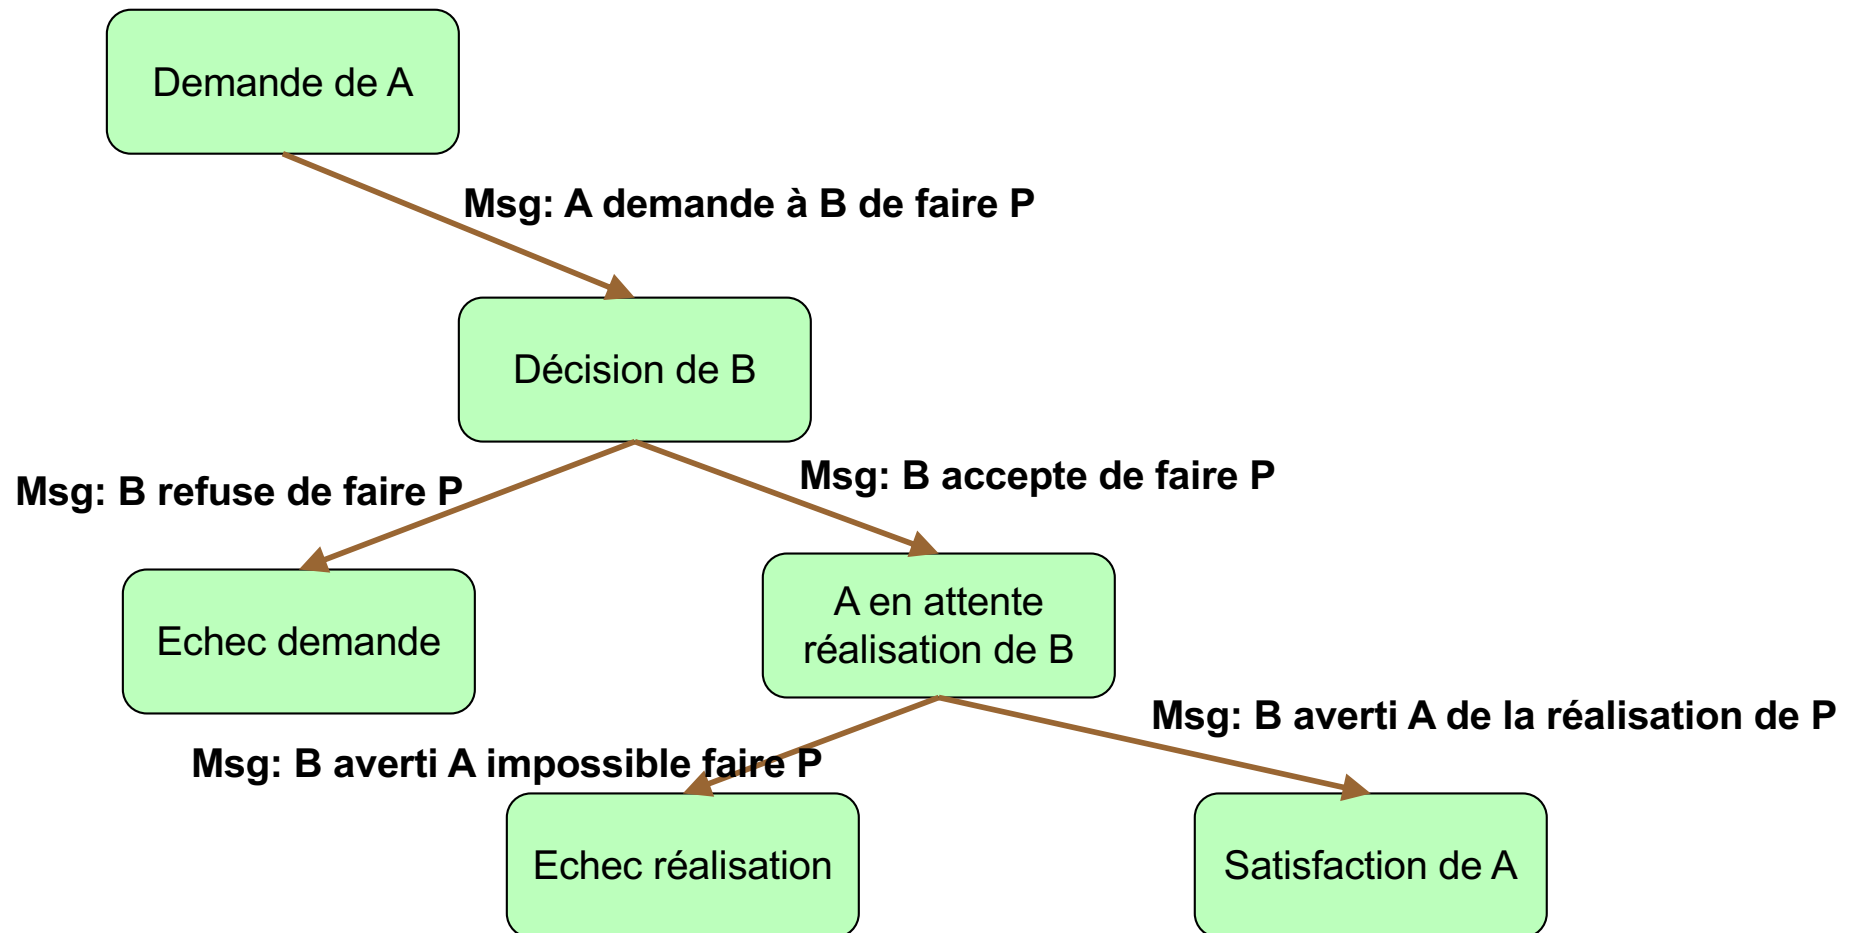 Demande de A
Msg: A demande à B de faire P
Décision de B
Msg: B accepte de faire P
Msg: B refuse de faire P
A en attente
réalisation de B
Echec demande
Msg: B averti A de la réalisation de P
Msg: B averti A impossible faire P
Echec réalisation
Satisfaction de A